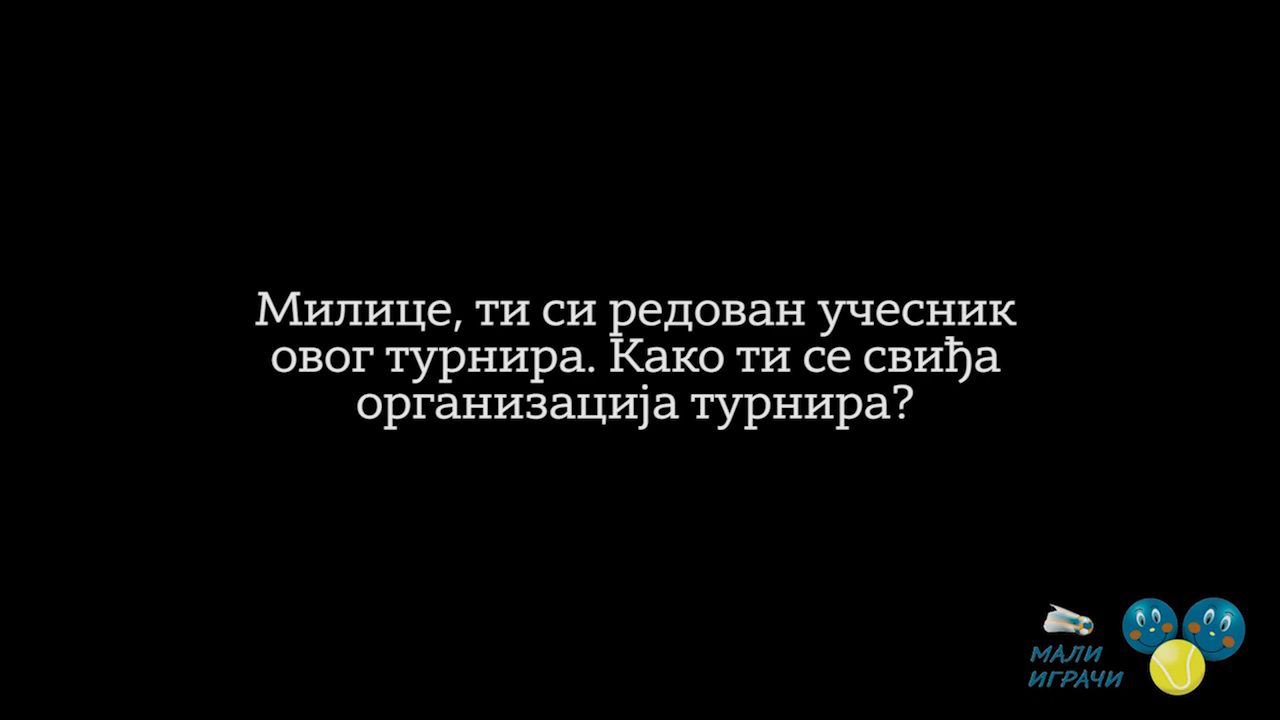 Милице, ти си редован учесник
овог турнира. Како ти се свиђа
организација турнира?
МАЛИ
ИГРАЧИ